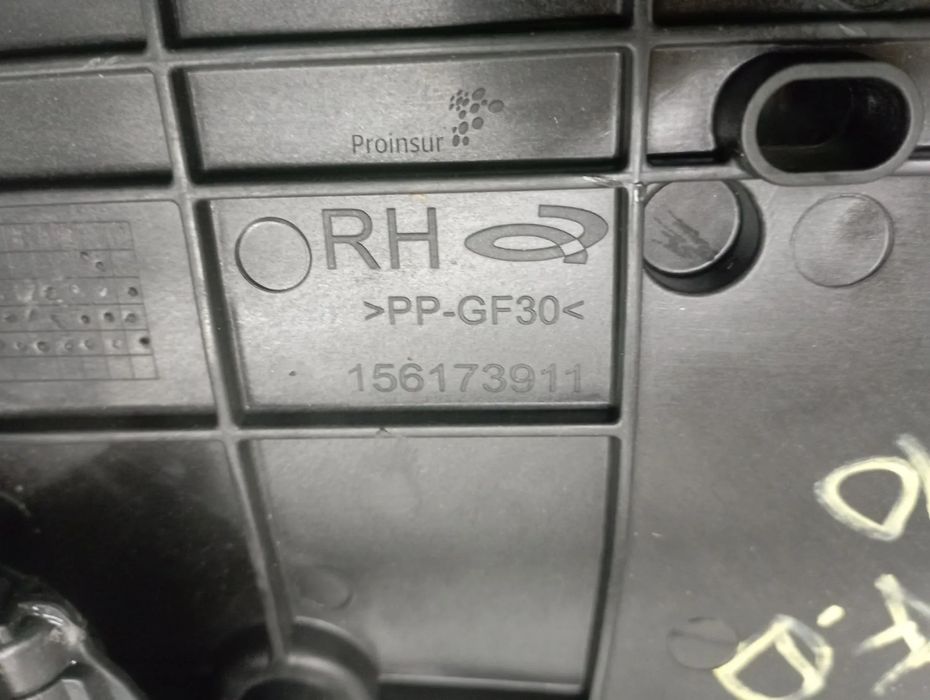 Proinsur
RH
>PP-GF30<
156173911